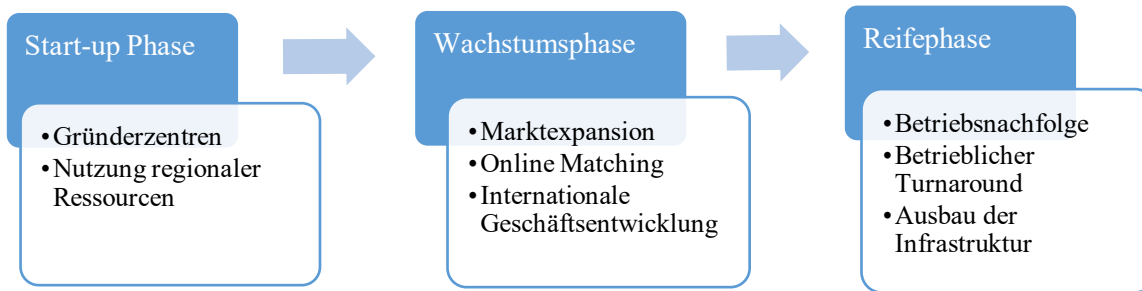 Start-up Phase
• Gründerzentren
• Nutzung regionaler
Ressourcen
Wachstumsphase
• Marktexpansion
• Online Matching
• Internationale
Geschäftsentwicklung
Reifephase
• Betriebsnachfolge
• Betrieblicher
Turnaround
• Ausbau der
Infrastruktur